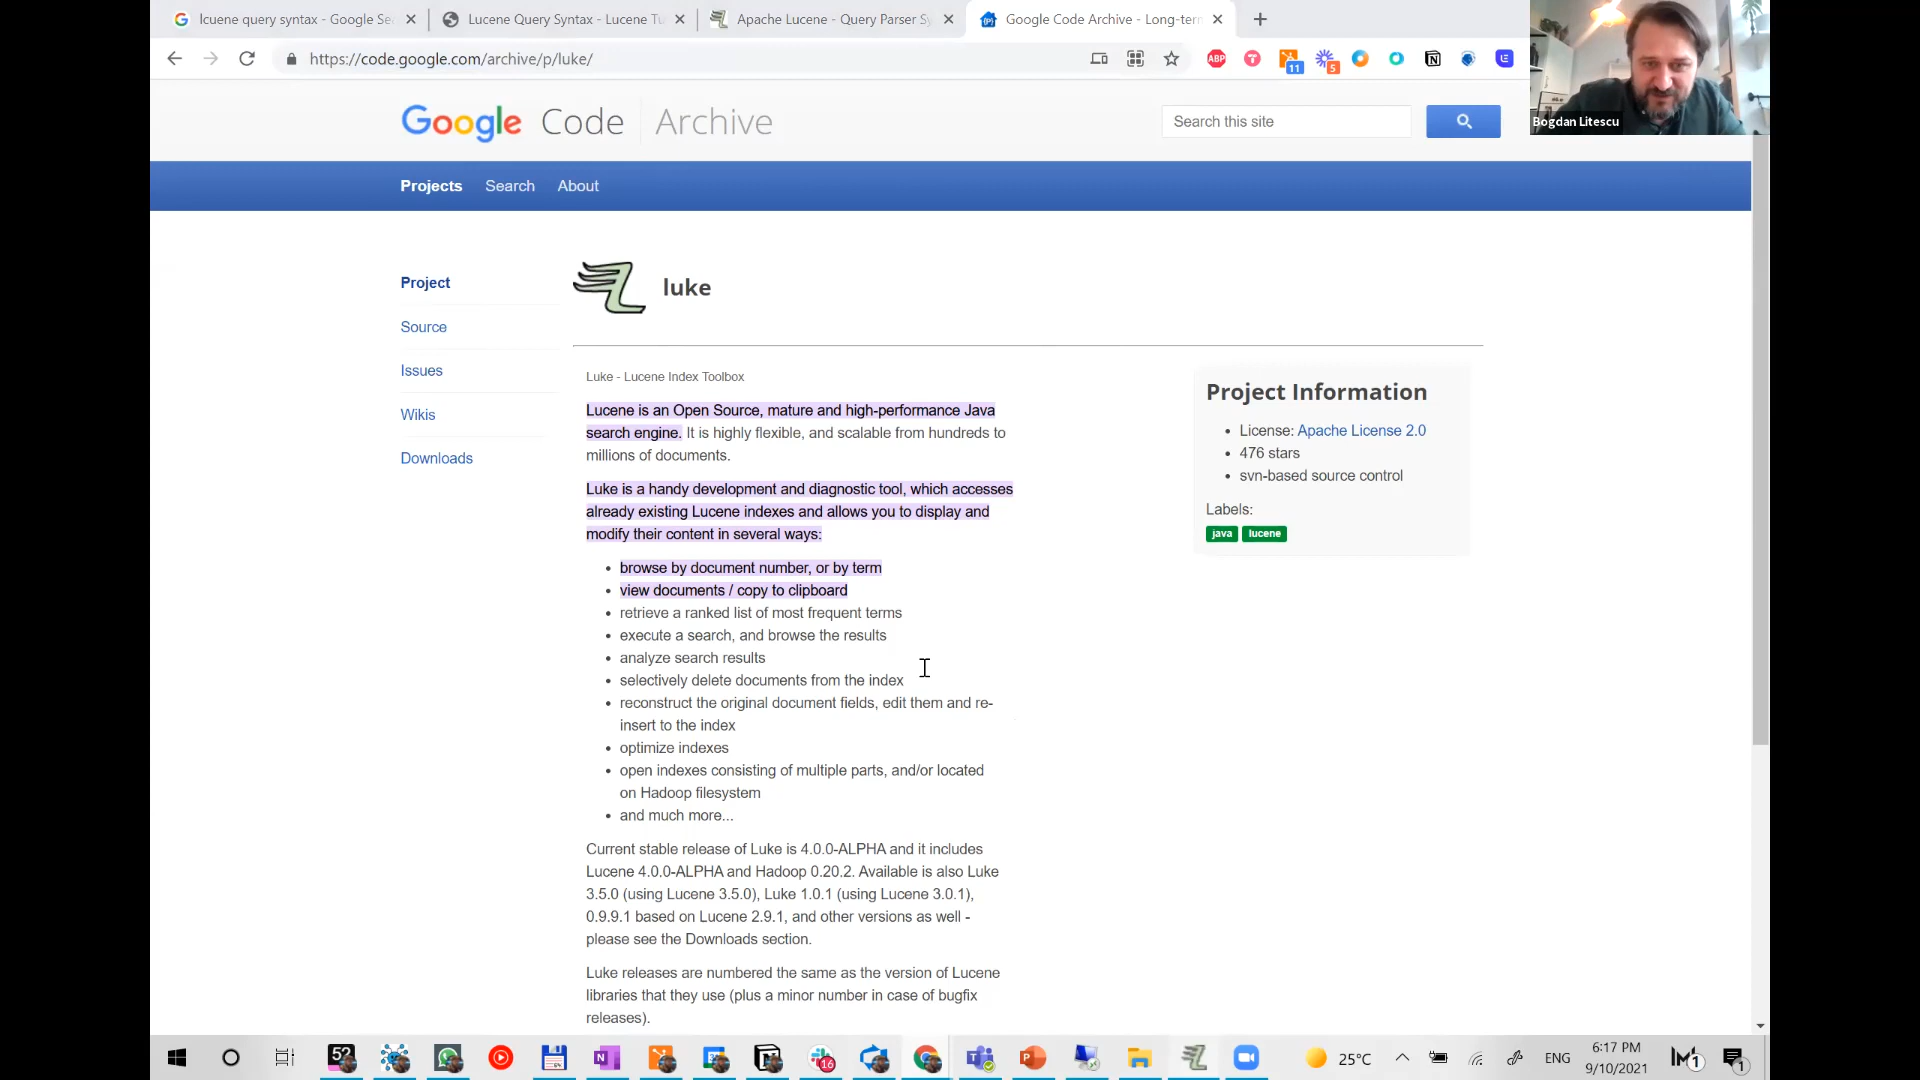 lcuene query syntax - Google Se
Lucene Query Syntax - Lucene Tu
Apache Lucene - Query Parser Sy
Google Code Archive - Long-ter
https://code.google.com/archive/p/luke/
ABP
T
11
5
N
E
Bogdan Litescu
Google Code Archive
Search this site
Projects
Search
About
Project
Source
Issues
Wikis
Downloads
luke
Luke - Lucene Index Toolbox
Lucene is an Open Source, mature and high-performance Java
search engine. It is highly flexible, and scalable from hundreds to
millions of documents.
Luke is a handy development and diagnostic tool, which accesses
already existing Lucene indexes and allows you to display and
modify their content in several ways:
• browse by document number, or by term
• view documents / copy to clipboard
• retrieve a ranked list of most frequent terms
• execute a search, and browse the results
• analyze search results
• selectively delete documents from the index
• reconstruct the original document fields, edit them and re-
insert to the index
• optimize indexes
• open indexes consisting of multiple parts, and/or located
on Hadoop filesystem
• and much more...
Current stable release of Luke is 4.0.0-ALPHA and it includes
Lucene 4.0.0-ALPHA and Hadoop 0.20.2. Available is also Luke
3.5.0 (using Lucene 3.5.0), Luke 1.0.1 (using Lucene 3.0.1),
0.9.9.1 based on Lucene 2.9.1, and other versions as well -
please see the Downloads section.
Luke releases are numbered the same as the version of Lucene
libraries that they use (plus a minor number in case of bugfix
releases).
Project Information
• License: Apache License 2.0
• 476 stars
• svn-based source control
Labels:
java lucene
52
N
16
25°C
ENG
6:17 PM
9/10/2021
1
1